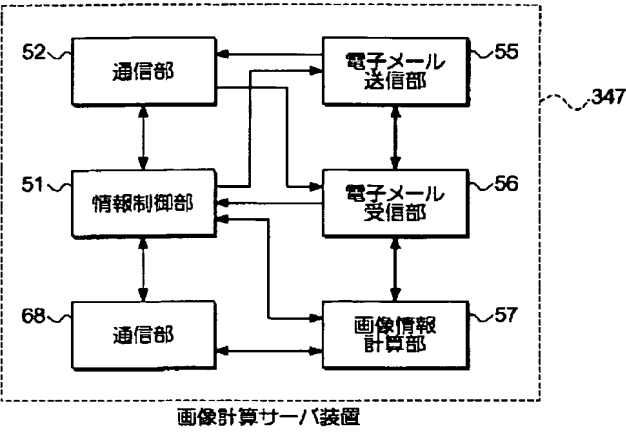 52
通信部
電子メール
送信部
55
347
51
情報制御部
電子メール
受信部
56
68
通信部
画像情報
計算部
57
画像計算サーバ装置